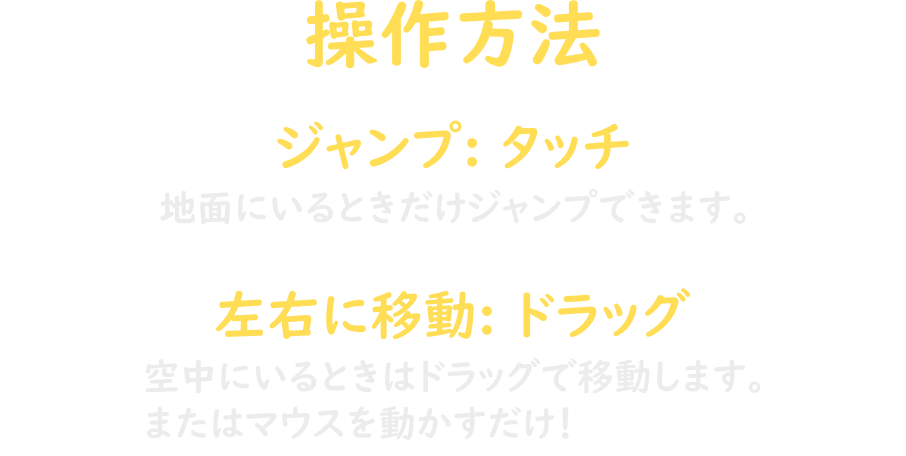 操作方法
ジャンプ: タッチ
地面にいるときだけジャンプできます。
左右に移動: ドラッグ
空中にいるときはドラッグで移動します。
またはマウスを動かすだけ!